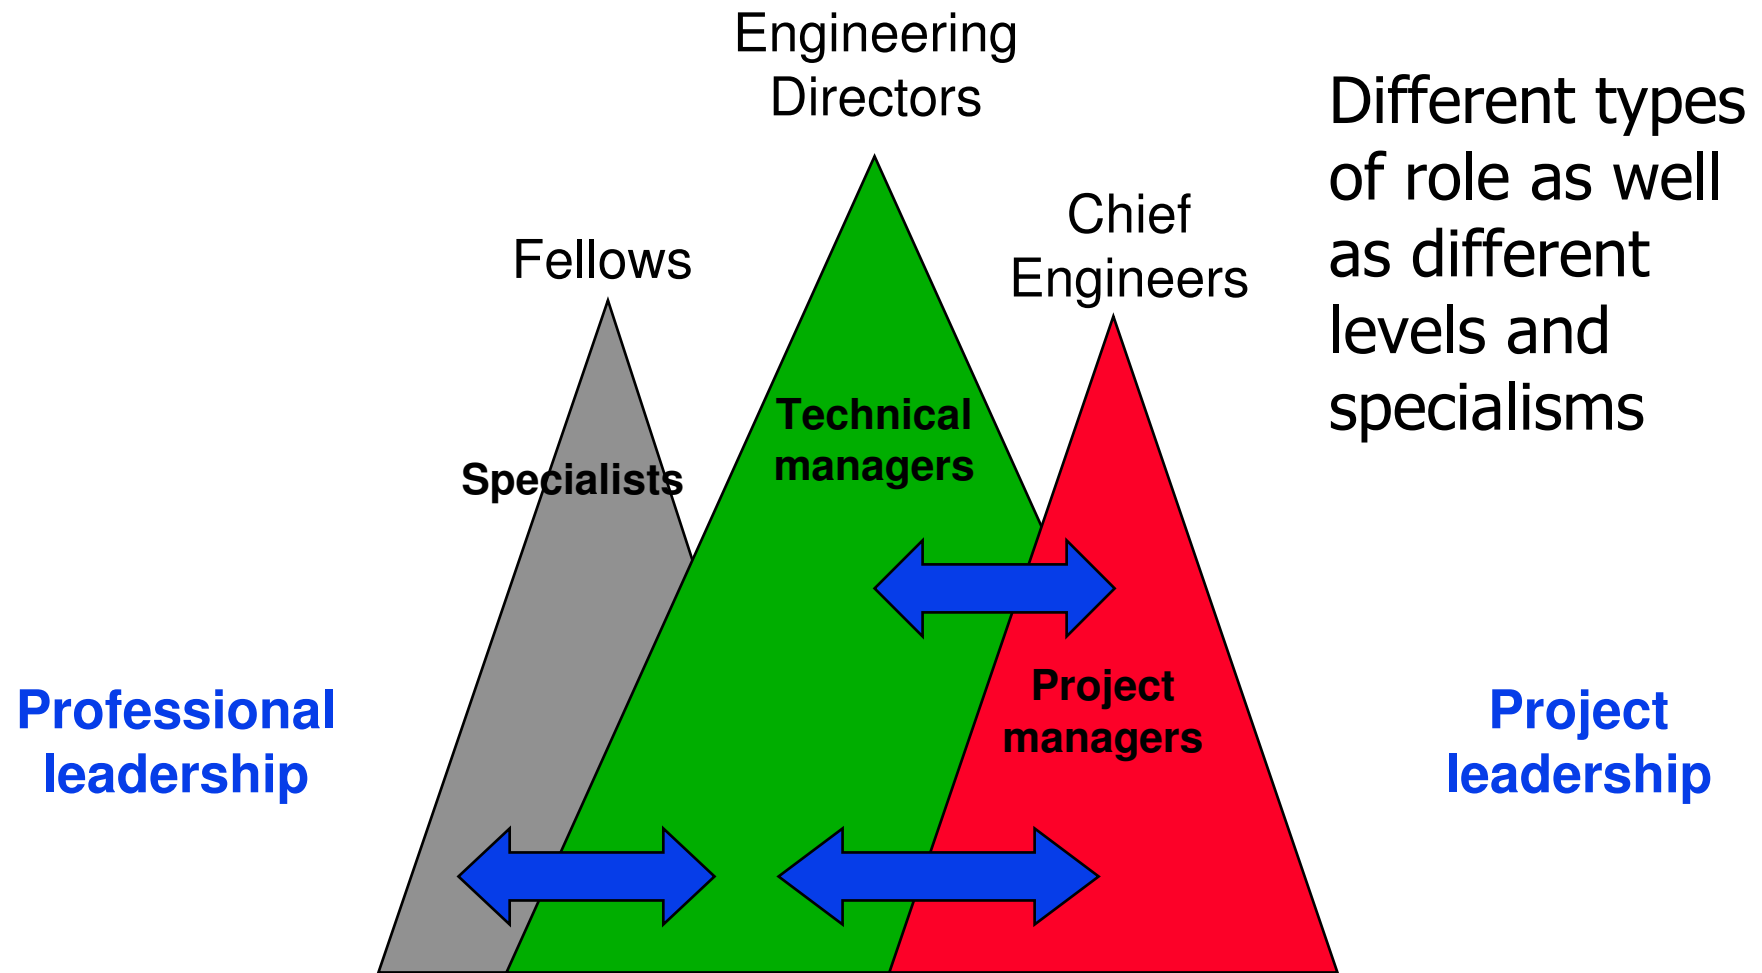 Engineering
Directors
Different types
of role as well
as different
levels and
specialisms
Chief
Engineers
Fellows
Technical
managers
Specialists
Project
managers
Professional
leadership
Project
leadership